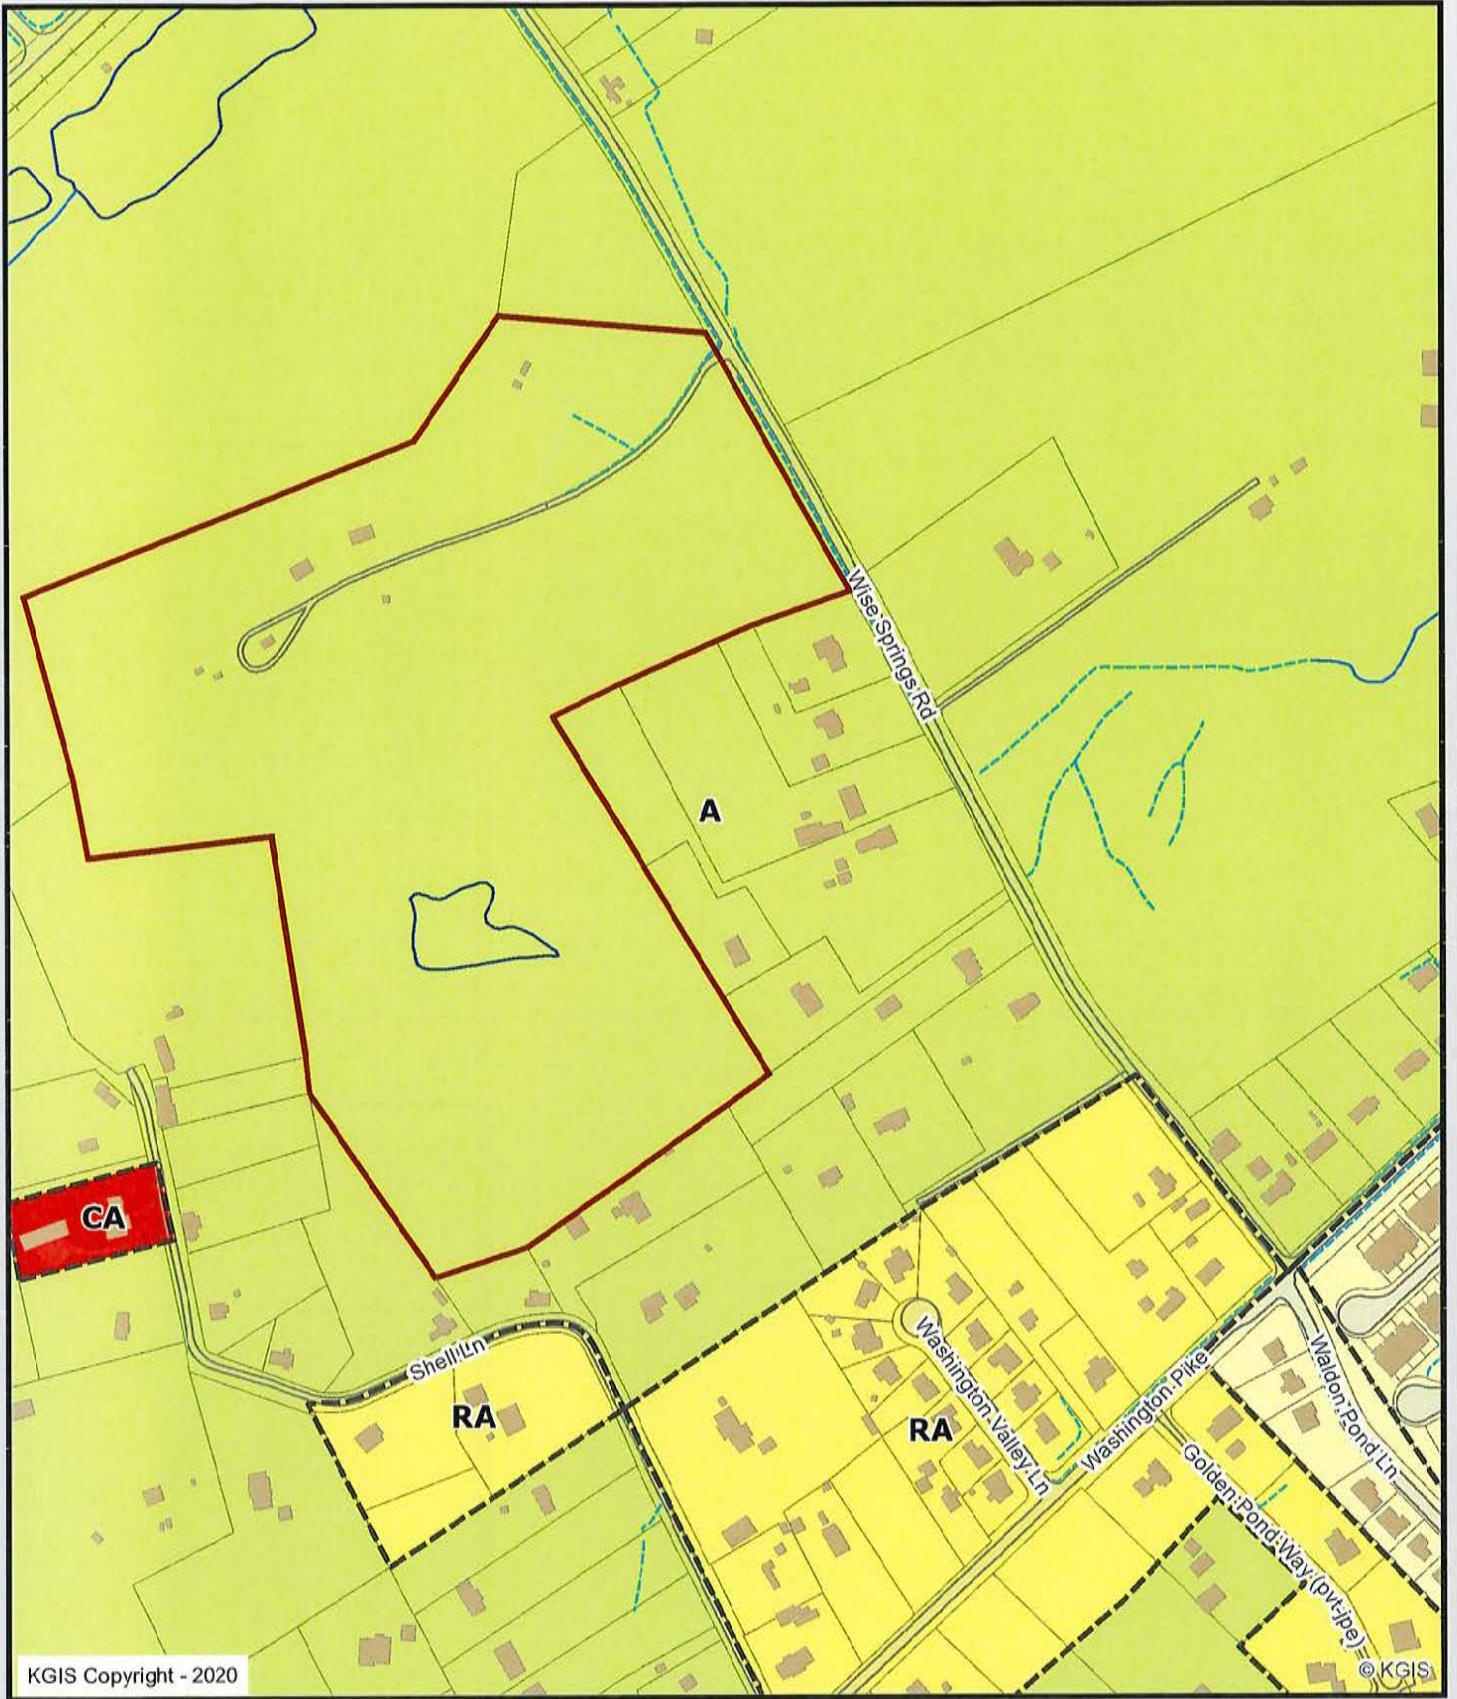 Wise Springs Rd
A
CA
Shell Ln
RA
RA
Washington Valley Ln
Washington Pike
Waldon Pond Ln
Golden Pond Way (pvt-jpe)
KGIS Copyright - 2020
© KGIS